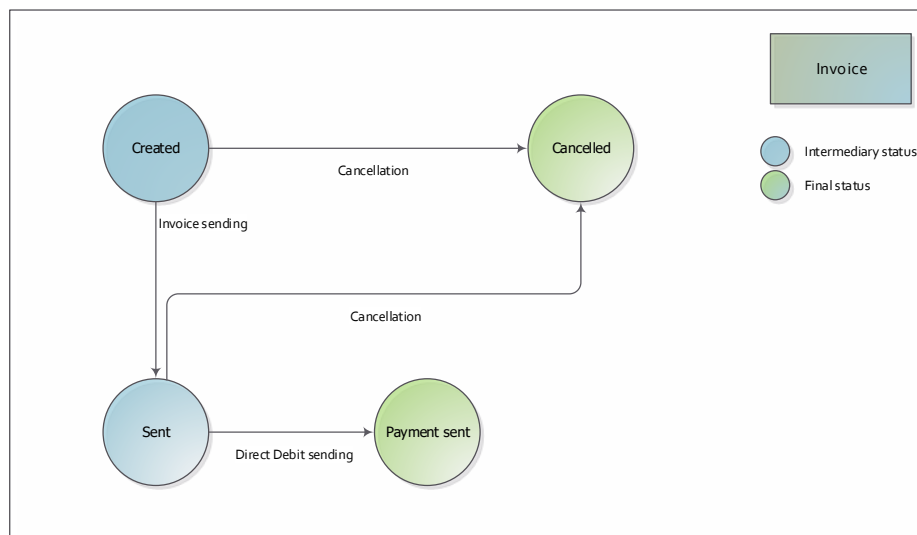 Invoice
Created
Cancelled
Intermediary status
Cancellation
Final status
Invoice sending
Cancellation
Sent
Payment sent
Direct Debit sending